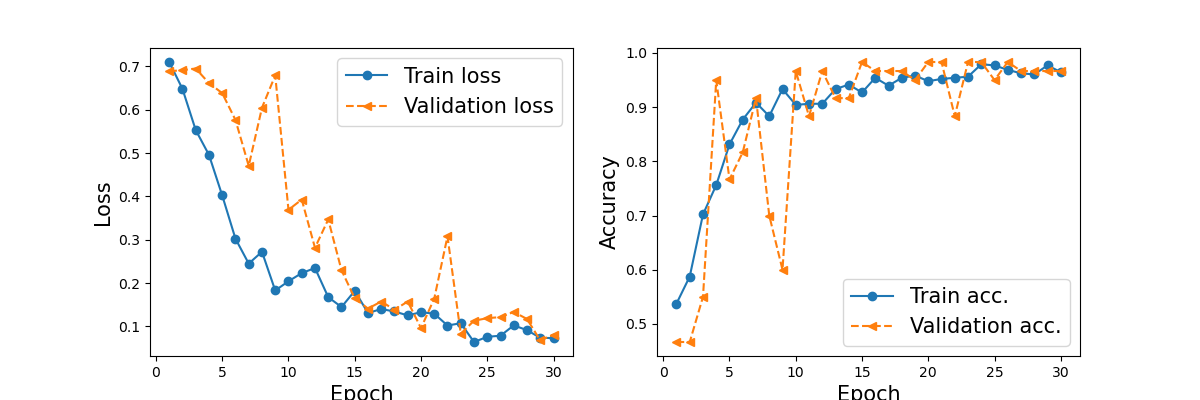 Train loss
Validation loss
Loss
0.7
0.6
0.5
0.4
0.3
0.2
0.1
0 5 10 15 20 25 30
Epoch
Accuracy
1.0
0.9
0.8
0.7
0.6
0.5
Train acc.
Validation acc.
0 5 10 15 20 25 30
Epoch